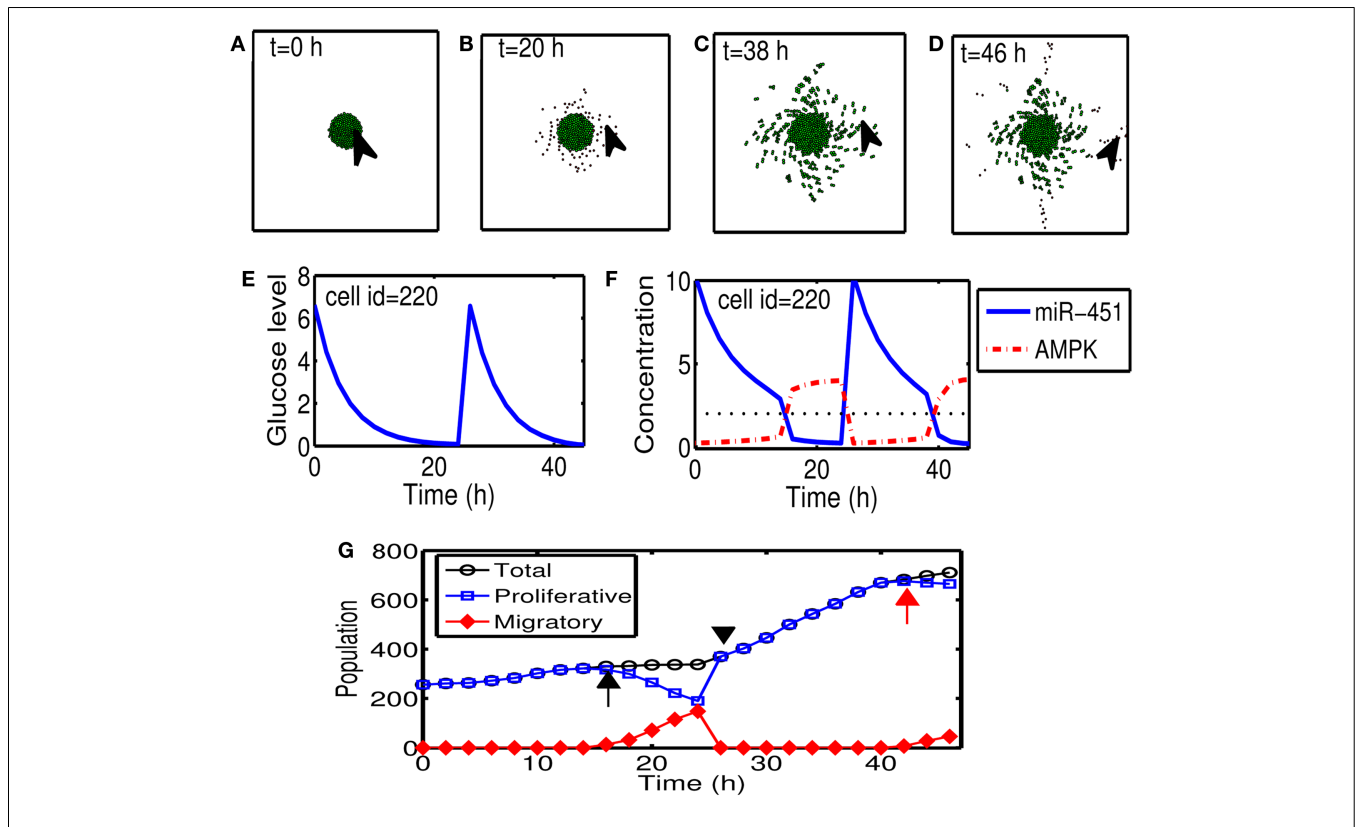 A
t=0 h
B
t=20 h
C
t=38 h
D
t=46 h
E
Glucose level
8
6
4
2
0
cell id=220
0
20
40
Time (h)
F
Concentration
10
5
0
cell id=220
0
20
40
Time (h)
miR−451
AMPK
G
Population
800
600
400
200
0
Total
Proliferative
Migratory
0
10
20
30
40
Time (h)